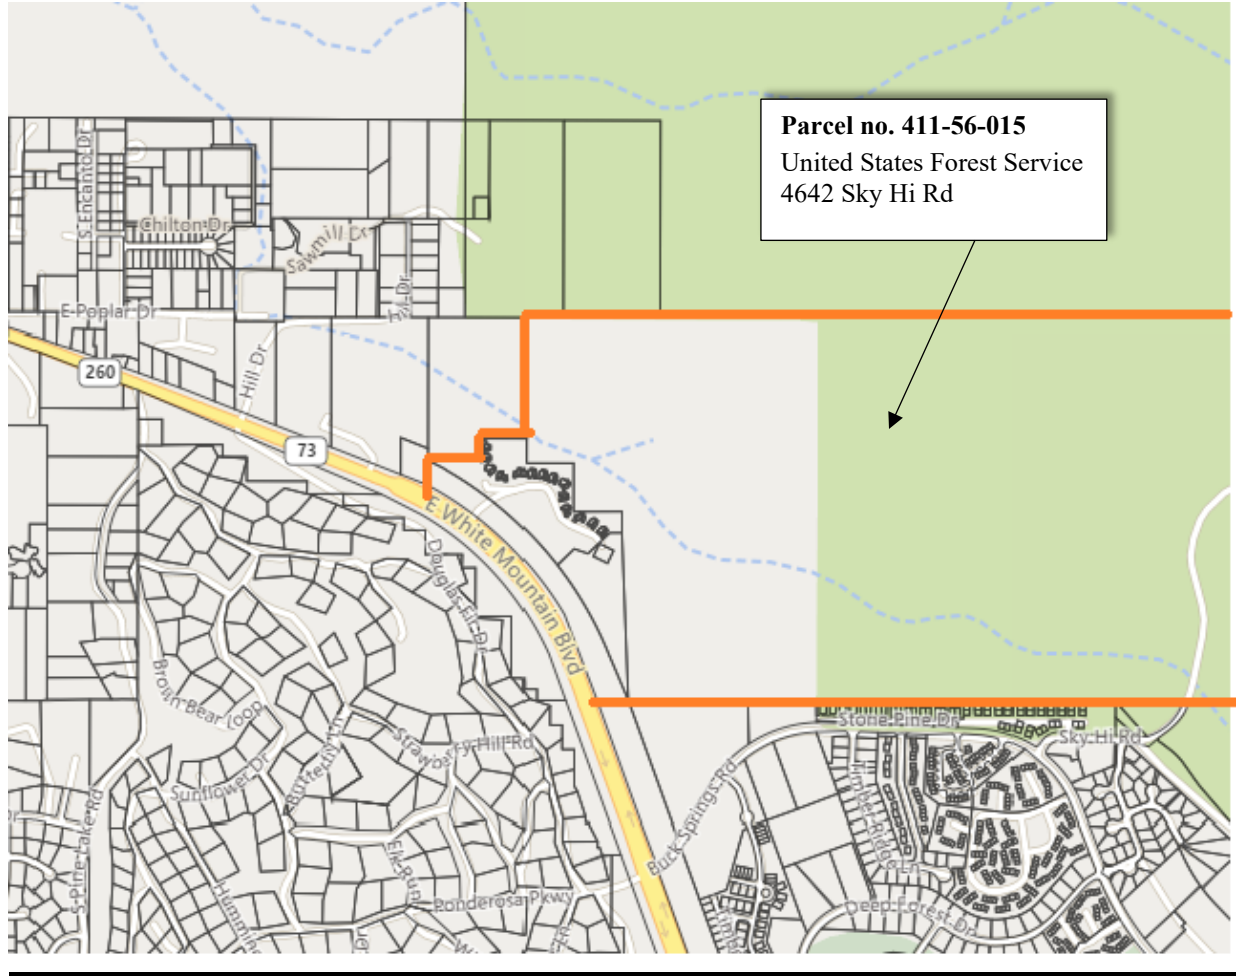 Parcel no. 411-56-015
United States Forest Service
4642 Sky Hi Rd
S Encanto Dr
Chilton Dr
Sawmill Dr
E Poplar Dr
Hill Dr
260
73
E White Mountain Blvd
Douglas Fir Dr
Brown Bear Loop
Butterfly Ln
Strawberry Hill Rd
Sunflower Dr
S Pine Lake Rd
Elk Run
Ponderosa Pkwy
Buck Springs Rd
Stone Pine Dr
Sky Hi Rd
Timber Ridge Ln
Deep Forest Dr